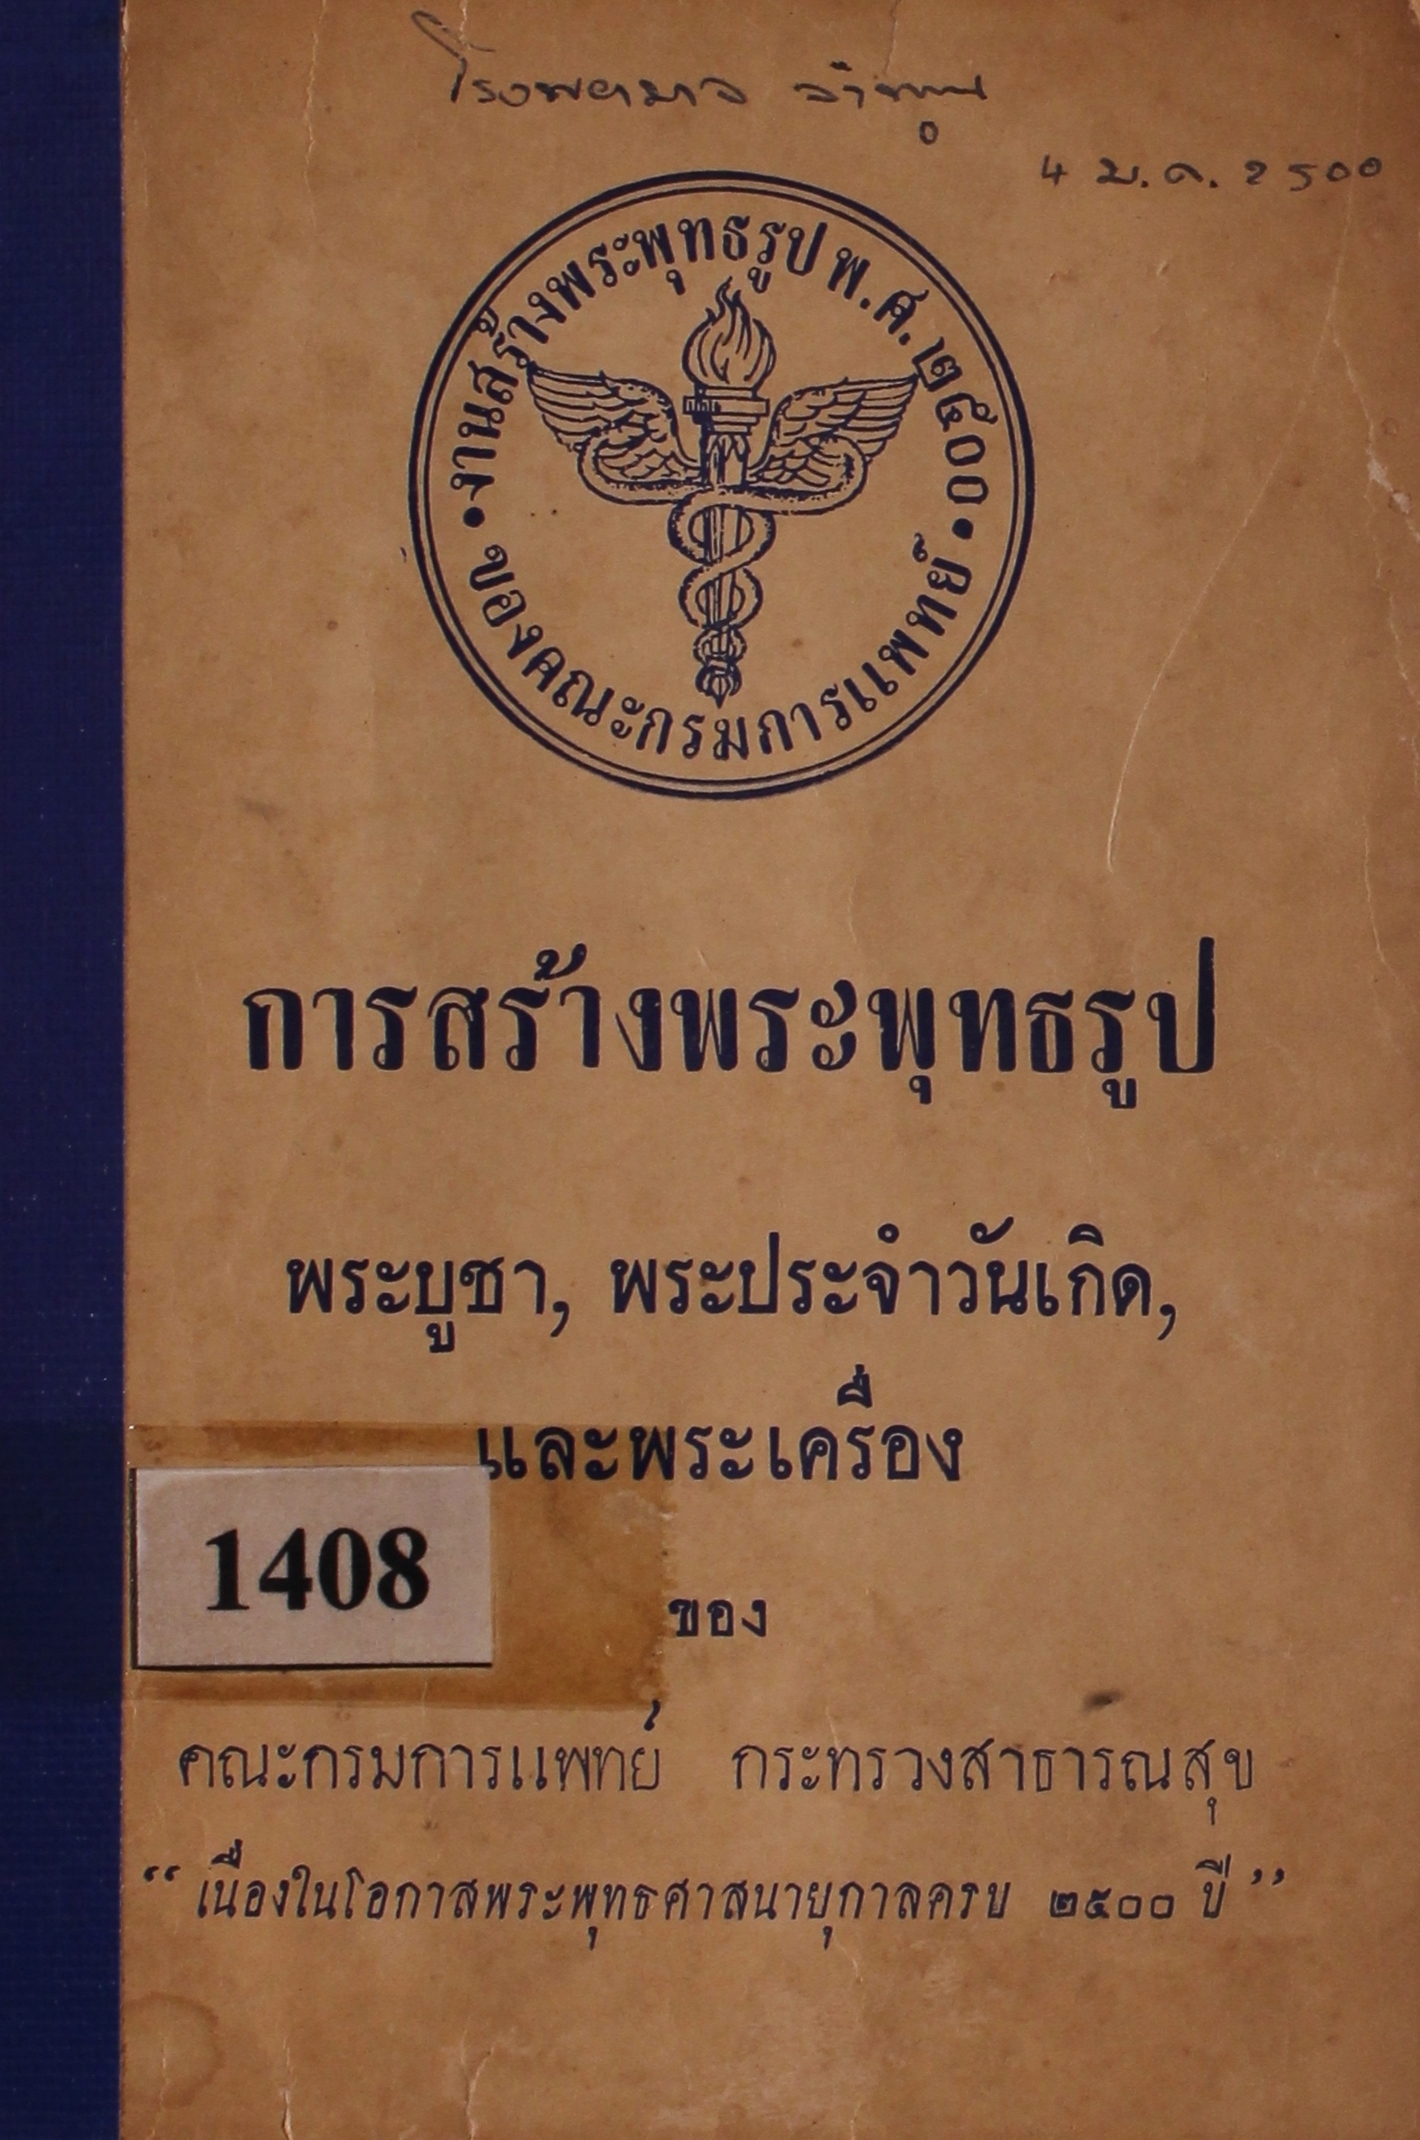 โรงพยาบาล ลำพูน
4 ม.ค. 2500
• งานสร้างพระพุทธรูป พ.ศ. ๒๕๐๐ •
ของคณะกรมการแพทย์
การสร้างพระพุทธรูป
พระบูชา, พระประจำวันเกิด,
และพระเครื่อง
1408
ของ
คณะกรมการแพทย์ กระทรวงสาธารณสุข
“ เนื่องในโอกาสพระพุทธศาสนายุกาลครบ ๒๕๐๐ ปี ”